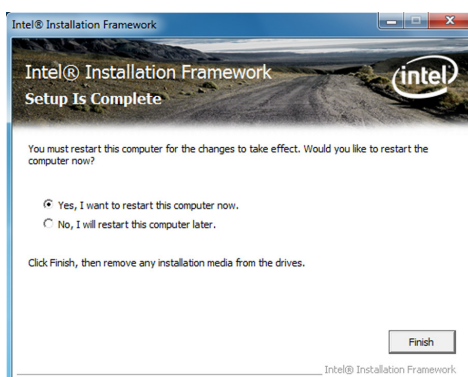 Intel® Installation Framework
Intel® Installation Framework
intel
Setup Is Complete
You must restart this computer for the changes to take effect. Would you like to restart the
computer now?
Yes, I want to restart this computer now.
No, I will restart this computer later.
Click Finish, then remove any installation media from the drives.
Finish
Intel® Installation Framework